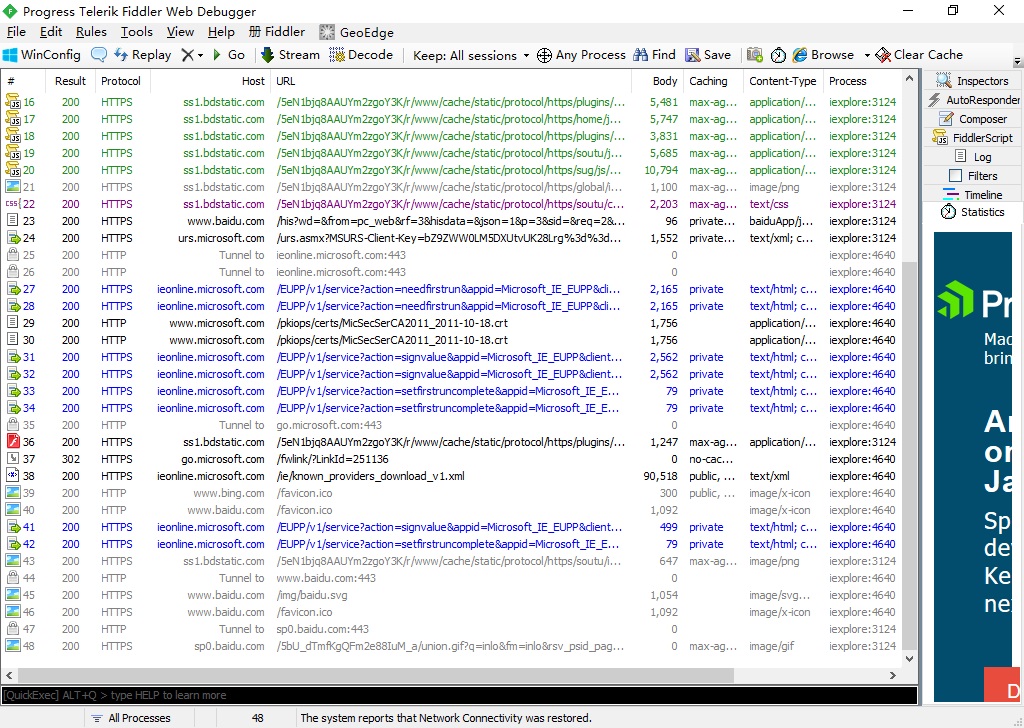 Progress Telerik Fiddler Web Debugger
File Edit Rules Tools View Help Fiddler GeoEdge
WinConfig Replay Go Stream Decode Keep: All sessions Any Process Find Save Browse Clear Cache
# Result Protocol Host URL Body Caching Content-Type Process
16 200 HTTPS ss1.bdstatic.com /5eN1bjq8AAUYm2zgoY3K/r/www/cache/static/protocol/https/plugins/... 5,481 max-ag... application/... iexplore:3124
17 200 HTTPS ss1.bdstatic.com /5eN1bjq8AAUYm2zgoY3K/r/www/cache/static/protocol/https/home/j... 5,747 max-ag... application/... iexplore:3124
18 200 HTTPS ss1.bdstatic.com /5eN1bjq8AAUYm2zgoY3K/r/www/cache/static/protocol/https/plugins/... 3,831 max-ag... application/... iexplore:3124
19 200 HTTPS ss1.bdstatic.com /5eN1bjq8AAUYm2zgoY3K/r/www/cache/static/protocol/https/soutu/j... 5,685 max-ag... application/... iexplore:3124
20 200 HTTPS ss1.bdstatic.com /5eN1bjq8AAUYm2zgoY3K/r/www/cache/static/protocol/https/sug/js/... 10,794 max-ag... application/... iexplore:3124
21 200 HTTPS ss1.bdstatic.com /5eN1bjq8AAUYm2zgoY3K/r/www/cache/static/protocol/https/global/i... 1,100 max-ag... image/png iexplore:3124
22 200 HTTPS ss1.bdstatic.com /5eN1bjq8AAUYm2zgoY3K/r/www/cache/static/protocol/https/soutu/c... 2,203 max-ag... text/css iexplore:3124
23 200 HTTPS www.baidu.com /his?wd=&from=pc_web&rf=3&hisdata=&json=1&p=3&sid=&req=2&... 96 private... baiduApp/j... iexplore:3124
24 200 HTTPS urs.microsoft.com /urs.asmx?MSURS-Client-Key=bZ9ZWW0LM5DXUtvUK28Lrg%3d%3d... 1,552 private... text/xml; c... iexplore:3124
25 200 HTTP Tunnel to ieonline.microsoft.com:443 0 iexplore:4640
26 200 HTTP Tunnel to ieonline.microsoft.com:443 0 iexplore:4640
27 200 HTTPS ieonline.microsoft.com /EUPP/v1/service?action=needfirstrun&appid=Microsoft_IE_EUPP&cli... 2,165 private text/html; c... iexplore:4640
28 200 HTTPS ieonline.microsoft.com /EUPP/v1/service?action=needfirstrun&appid=Microsoft_IE_EUPP&cli... 2,165 private text/html; c... iexplore:4640
29 200 HTTP www.microsoft.com /pkiops/certs/MicSecSerCA2011_2011-10-18.crt 1,756 application/... iexplore:4640
30 200 HTTP www.microsoft.com /pkiops/certs/MicSecSerCA2011_2011-10-18.crt 1,756 application/... iexplore:4640
31 200 HTTPS ieonline.microsoft.com /EUPP/v1/service?action=signvalue&appid=Microsoft_IE_EUPP&client... 2,562 private text/html; c... iexplore:4640
32 200 HTTPS ieonline.microsoft.com /EUPP/v1/service?action=signvalue&appid=Microsoft_IE_EUPP&client... 2,562 private text/html; c... iexplore:4640
33 200 HTTPS ieonline.microsoft.com /EUPP/v1/service?action=setfirstruncomplete&appid=Microsoft_IE_E... 79 private text/html; c... iexplore:4640
34 200 HTTPS ieonline.microsoft.com /EUPP/v1/service?action=setfirstruncomplete&appid=Microsoft_IE_E... 79 private text/html; c... iexplore:4640
35 200 HTTP Tunnel to go.microsoft.com:443 0 iexplore:4640
36 200 HTTPS ss1.bdstatic.com /5eN1bjq8AAUYm2zgoY3K/r/www/cache/static/protocol/https/plugins/... 1,247 max-ag... application/... iexplore:3124
37 302 HTTPS go.microsoft.com /fwlink/?LinkId=251136 0 no-cac... iexplore:4640
38 200 HTTPS ieonline.microsoft.com /ie/known_providers_download_v1.xml 90,518 public, ... text/xml iexplore:4640
39 200 HTTP www.bing.com /favicon.ico 300 public, ... image/x-icon iexplore:4640
40 200 HTTP www.baidu.com /favicon.ico 1,092 image/x-icon iexplore:4640
41 200 HTTPS ieonline.microsoft.com /EUPP/v1/service?action=signvalue&appid=Microsoft_IE_EUPP&client... 499 private text/html; c... iexplore:4640
42 200 HTTPS ieonline.microsoft.com /EUPP/v1/service?action=setfirstruncomplete&appid=Microsoft_IE_E... 79 private text/html; c... iexplore:4640
43 200 HTTPS ss1.bdstatic.com /5eN1bjq8AAUYm2zgoY3K/r/www/cache/static/protocol/https/soutu/i... 647 max-ag... image/png iexplore:3124
44 200 HTTP Tunnel to www.baidu.com:443 0 iexplore:4640
45 200 HTTPS www.baidu.com /img/baidu.svg 1,054 image/svg... iexplore:4640
46 200 HTTPS www.baidu.com /favicon.ico 1,092 image/x-icon iexplore:4640
47 200 HTTP Tunnel to sp0.baidu.com:443 0 iexplore:3124
48 200 HTTPS sp0.baidu.com /5bU_dTmfKgQFm2e88IuM_a/union.gif?q=inlo&fm=inlo&rsv_psid_pag... 0 max-ag... image/gif iexplore:3124
Inspectors
AutoResponder
Composer
FiddlerScript
Log
Filters
Timeline
Statistics
Pr
Mad
brin
An
on
Ja
Sp
de
Ke
ne
D
[QuickExec] ALT+Q > type HELP to learn more
All Processes 48 The system reports that Network Connectivity was restored.